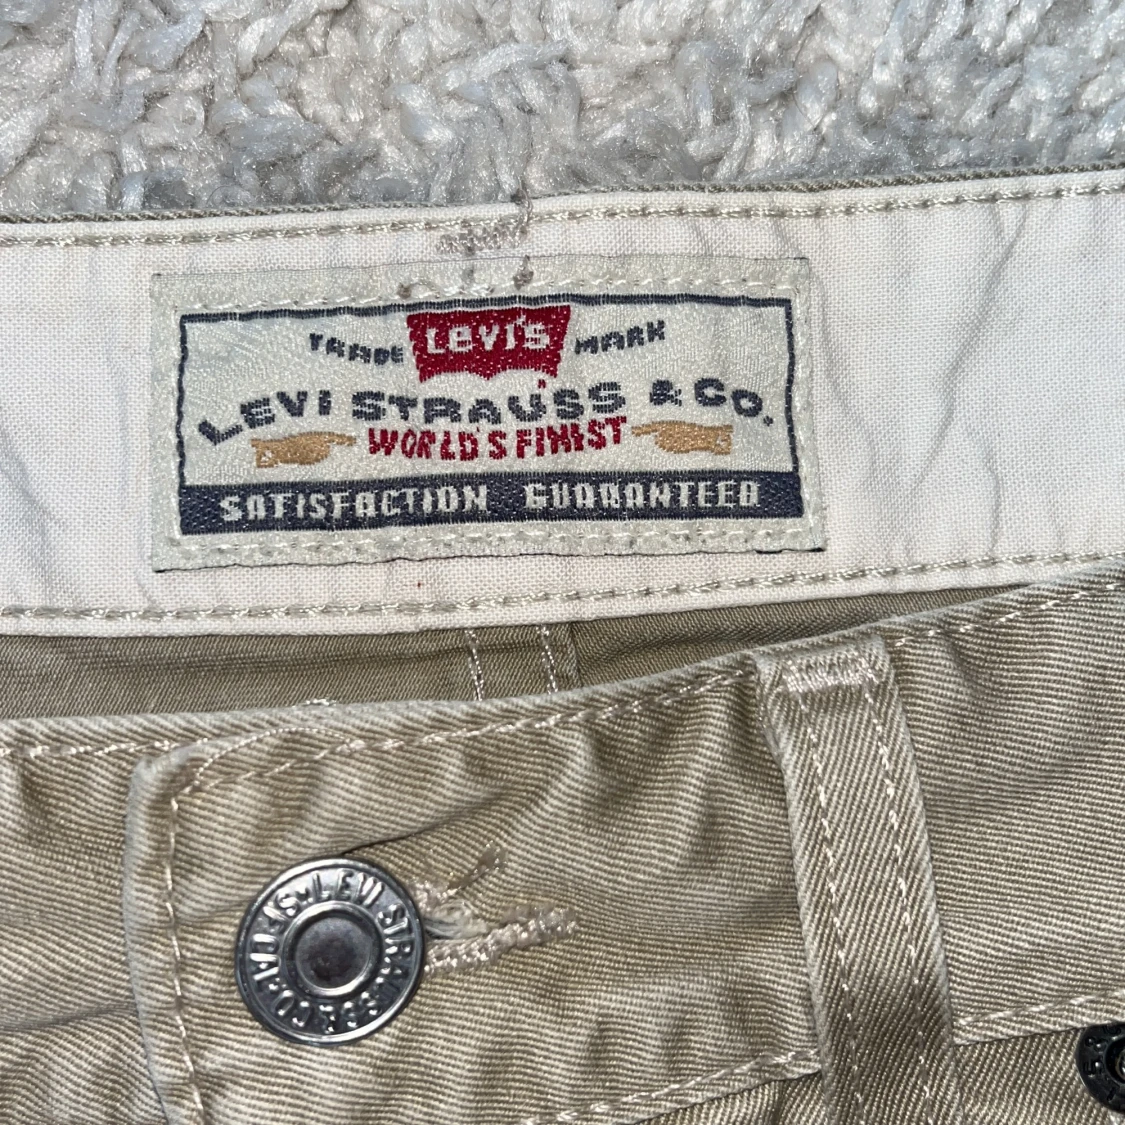 TRADE LEVI'S MARK
LEVI STRAUSS & CO.
WORLD'S FINEST
SATISFACTION GUARANTEED
LEVI STRAUSS & CO.